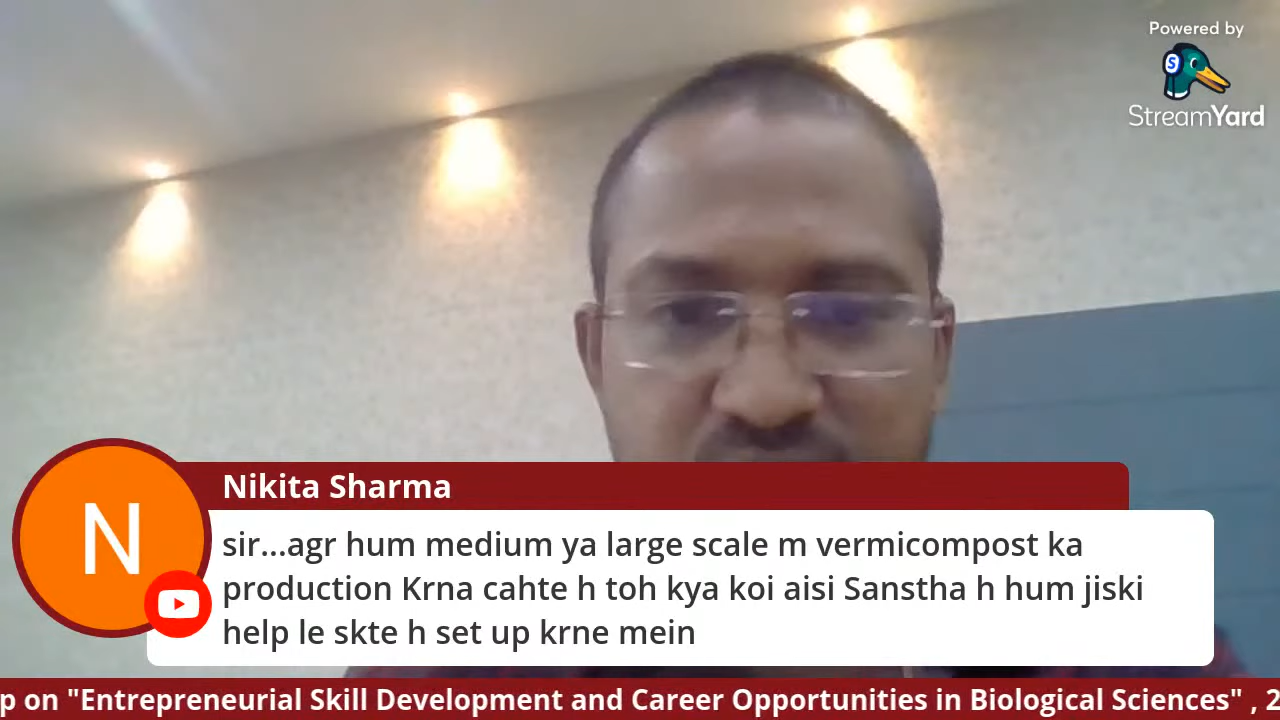 Powered by
StreamYard
N
Nikita Sharma
sir...agr hum medium ya large scale m vermicompost ka
production Krna cahte h toh kya koi aisi Sanstha h hum jiski
help le skte h set up krne mein
p on "Entrepreneurial Skill Development and Career Opportunities in Biological Sciences" , 2